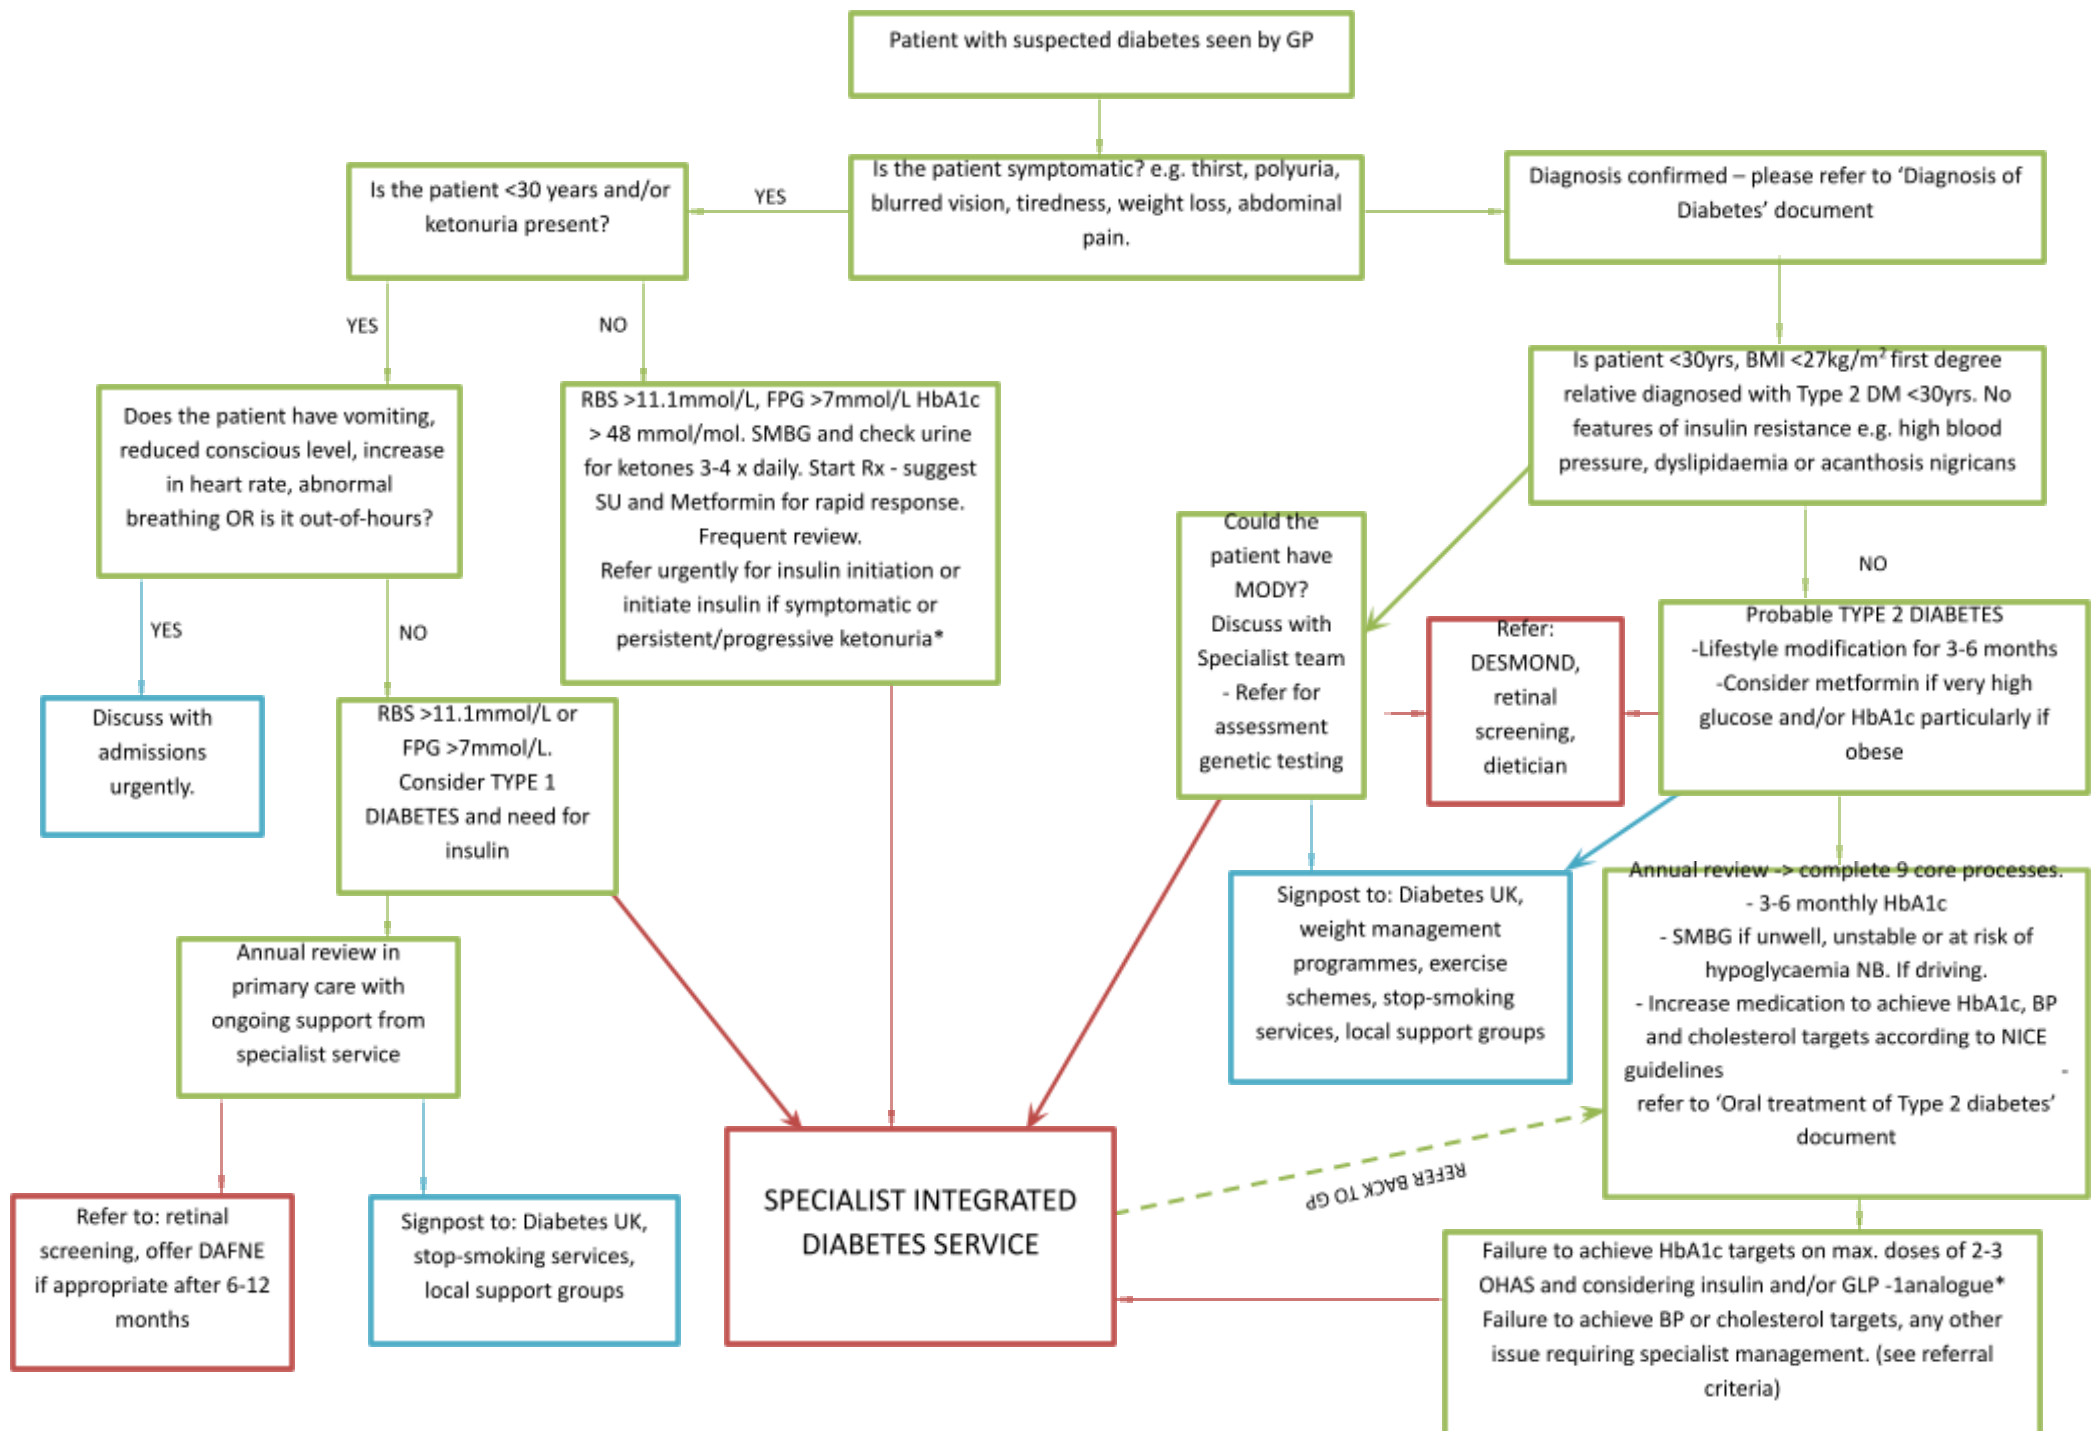 Patient with suspected diabetes seen by GP
Is the patient symptomatic? e.g. thirst, polyuria,
blurred vision, tiredness, weight loss, abdominal
pain.
YES
Is the patient <30 years and/or
ketonuria present?
Diagnosis confirmed – please refer to ‘Diagnosis of
Diabetes’ document
YES
NO
Does the patient have vomiting,
reduced conscious level, increase
in heart rate, abnormal
breathing OR is it out-of-hours?
RBS >11.1mmol/L, FPG >7mmol/L HbA1c
> 48 mmol/mol. SMBG and check urine
for ketones 3-4 x daily. Start Rx - suggest
SU and Metformin for rapid response.
Frequent review.
Refer urgently for insulin initiation or
initiate insulin if symptomatic or
persistent/progressive ketonuria*
Is patient <30yrs, BMI <27kg/m² first degree
relative diagnosed with Type 2 DM <30yrs. No
features of insulin resistance e.g. high blood
pressure, dyslipidaemia or acanthosis nigricans
NO
Could the
patient have
MODY?
Discuss with
Specialist team
- Refer for
assessment
genetic testing
Refer:
DESMOND,
retinal
screening,
dietician
Probable TYPE 2 DIABETES
-Lifestyle modification for 3-6 months
-Consider metformin if very high
glucose and/or HbA1c particularly if
obese
YES
NO
Discuss with
admissions
urgently.
RBS >11.1mmol/L or
FPG >7mmol/L.
Consider TYPE 1
DIABETES and need for
insulin
Annual review in
primary care with
ongoing support from
specialist service
Signpost to: Diabetes UK,
weight management
programmes, exercise
schemes, stop-smoking
services, local support groups
Annual review -> complete 9 core processes.
- 3-6 monthly HbA1c
- SMBG if unwell, unstable or at risk of
hypoglycaemia NB. If driving.
- Increase medication to achieve HbA1c, BP
and cholesterol targets according to NICE
guidelines -
refer to ‘Oral treatment of Type 2 diabetes’
document
Refer to: retinal
screening, offer DAFNE
if appropriate after 6-12
months
Signpost to: Diabetes UK,
stop-smoking services,
local support groups
SPECIALIST INTEGRATED
DIABETES SERVICE
REFER BACK TO GP
Failure to achieve HbA1c targets on max. doses of 2-3
OHAS and considering insulin and/or GLP -1analogue*
Failure to achieve BP or cholesterol targets, any other
issue requiring specialist management. (see referral
criteria)